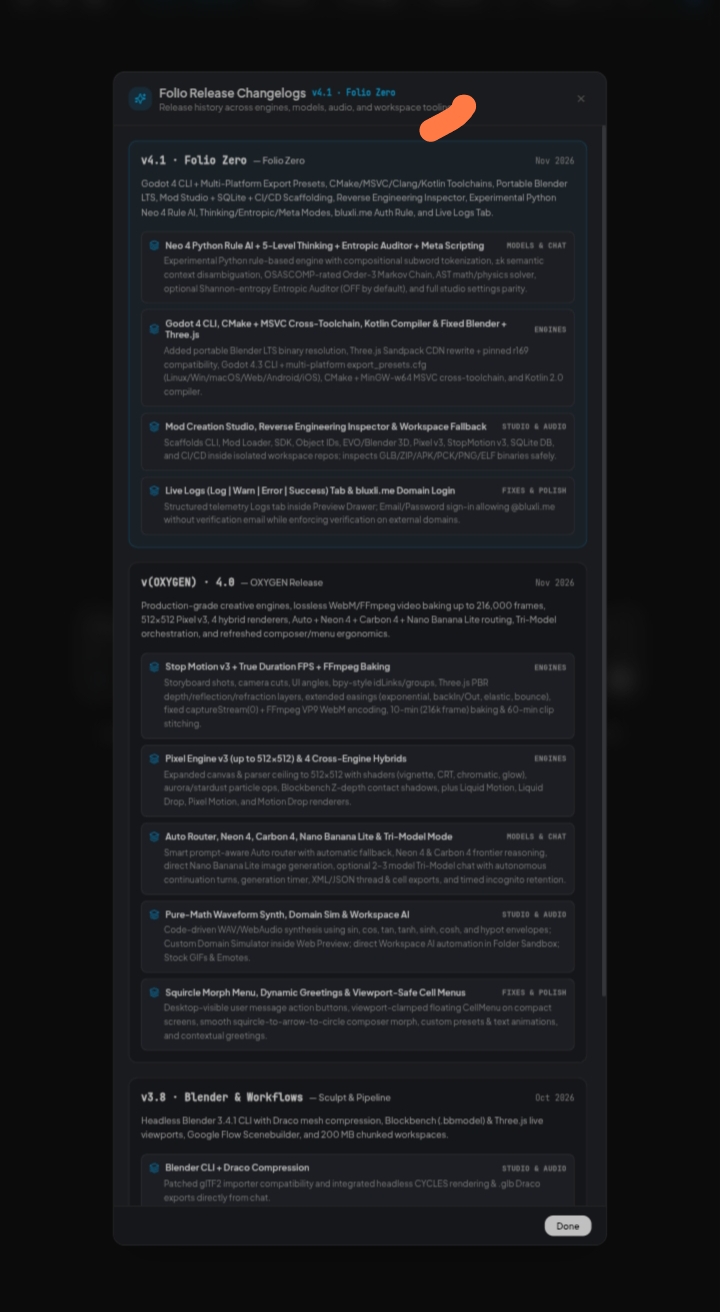 Folio Release Changelogs v4.1 · Folio Zero
Release history across engines, models, audio, and workspace
v4.1 · Folio Zero — Folio Zero Nov 2026
Godot 4 CLI + Multi-Platform Export Presets, CMake/MSVC/Clang/Kotlin Toolchains, Portable Blender
LTS, Mod Studio + SQLite + CI/CD Scaffolding, Reverse Engineering Inspector, Experimental Python
Neo 4 Rule AI, Thinking/Entropic/Meta Modes, bluxli.me Auth Rule, and Live Logs Tab.
Neo 4 Python Rule AI + 5-Level Thinking + Entropic Auditor + Meta Scripting MODELS & CHAT
Experimental Python rule-based engine with compositional subword tokenization, ±k semantic
context disambiguation, OSASCOMP-rated Order-3 Markov Chain, AST math/physics solver,
optional Shannon-entropy Entropic Auditor (OFF by default), and full studio settings parity.
Godot 4 CLI, CMake + MSVC Cross-Toolchain, Kotlin Compiler & Fixed Blender + ENGINES
Three.js
Added portable Blender LTS binary resolution, Three.js Sandpack CDN rewrite + pinned r169
compatibility, Godot 4.3 CLI + multi-platform export_presets.cfg
(Linux/Win/macOS/Web/Android/iOS), CMake + MinGW-w64 MSVC cross-toolchain, and Kotlin 2.0
compiler.
Mod Creation Studio, Reverse Engineering Inspector & Workspace Fallback STUDIO & AUDIO
Scaffolds CLI, Mod Loader, SDK, Object IDs, EVO/Blender 3D, Pixel v3, StopMotion v3, SQLite DB,
and CI/CD inside isolated workspace repos; inspects GLB/ZIP/APK/PCK/PNG/ELF binaries safely.
Live Logs (Log | Warn | Error | Success) Tab & bluxli.me Domain Login FIXES & POLISH
Structured telemetry Logs tab inside Preview Drawer; Email/Password sign-in allowing @bluxli.me
without verification email while enforcing verification on external domains.
v(OXYGEN) · 4.0 — OXYGEN Release Nov 2026
Production-grade creative engines, lossless WebM/FFmpeg video baking up to 216,000 frames,
512×512 Pixel v3, 4 hybrid renderers, Auto + Neon 4 + Carbon 4 + Nano Banana Lite routing, Tri-Model
orchestration, and refreshed composer/menu ergonomics.
Stop Motion v3 + True Duration FPS + FFmpeg Baking ENGINES
Storyboard shots, camera cuts, UI angles, bpy-style idLinks/groups, Three.js PBR
depth/reflection/refraction layers, extended easings (exponential, backIn/Out, elastic, bounce),
fixed captureStream(0) + FFmpeg VP9 WebM encoding, 10-min (216k frame) baking & 60-min clip
stitching.
Pixel Engine v3 (up to 512×512) & 4 Cross-Engine Hybrids ENGINES
Expanded canvas & parser ceiling to 512×512 with shaders (vignette, CRT, chromatic, glow),
aurora/stardust particle ops, Blockbench Z-depth contact shadows, plus Liquid Motion, Liquid
Drop, Pixel Motion, and Motion Drop renderers.
Auto Router, Neon 4, Carbon 4, Nano Banana Lite & Tri-Model Mode MODELS & CHAT
Smart prompt-aware Auto router with automatic fallback, Neon 4 & Carbon 4 frontier reasoning,
direct Nano Banana Lite image generation, optional 2-3 model Tri-Model chat with autonomous
continuation turns, generation timer, XML/JSON thread & cell exports, and timed incognito retention.
Pure-Math Waveform Synth, Domain Sim & Workspace AI STUDIO & AUDIO
Code-driven WAV/WebAudio synthesis using sin, cos, tan, tanh, sinh, cosh, and hypot envelopes;
Custom Domain Simulator inside Web Preview; direct Workspace AI automation in Folder Sandbox;
Stock GIFs & Emotes.
Squircle Morph Menu, Dynamic Greetings & Viewport-Safe Cell Menus FIXES & POLISH
Desktop-visible user message action buttons, viewport-clamped floating CellMenu on compact
screens, smooth squircle-to-arrow-to-circle composer morph, custom presets & text animations,
and contextual greetings.
v3.8 · Blender & Workflows — Sculpt & Pipeline Oct 2026
Headless Blender 3.4.1 CLI with Draco mesh compression, Blockbench (.bbmodel) & Three.js live
viewports, Google Flow Scenebuilder, and 200 MB chunked workspaces.
Blender CLI + Draco Compression STUDIO & AUDIO
Patched glTF2 importer compatibility and integrated headless CYCLES rendering & .glb Draco
exports directly from chat.
Done